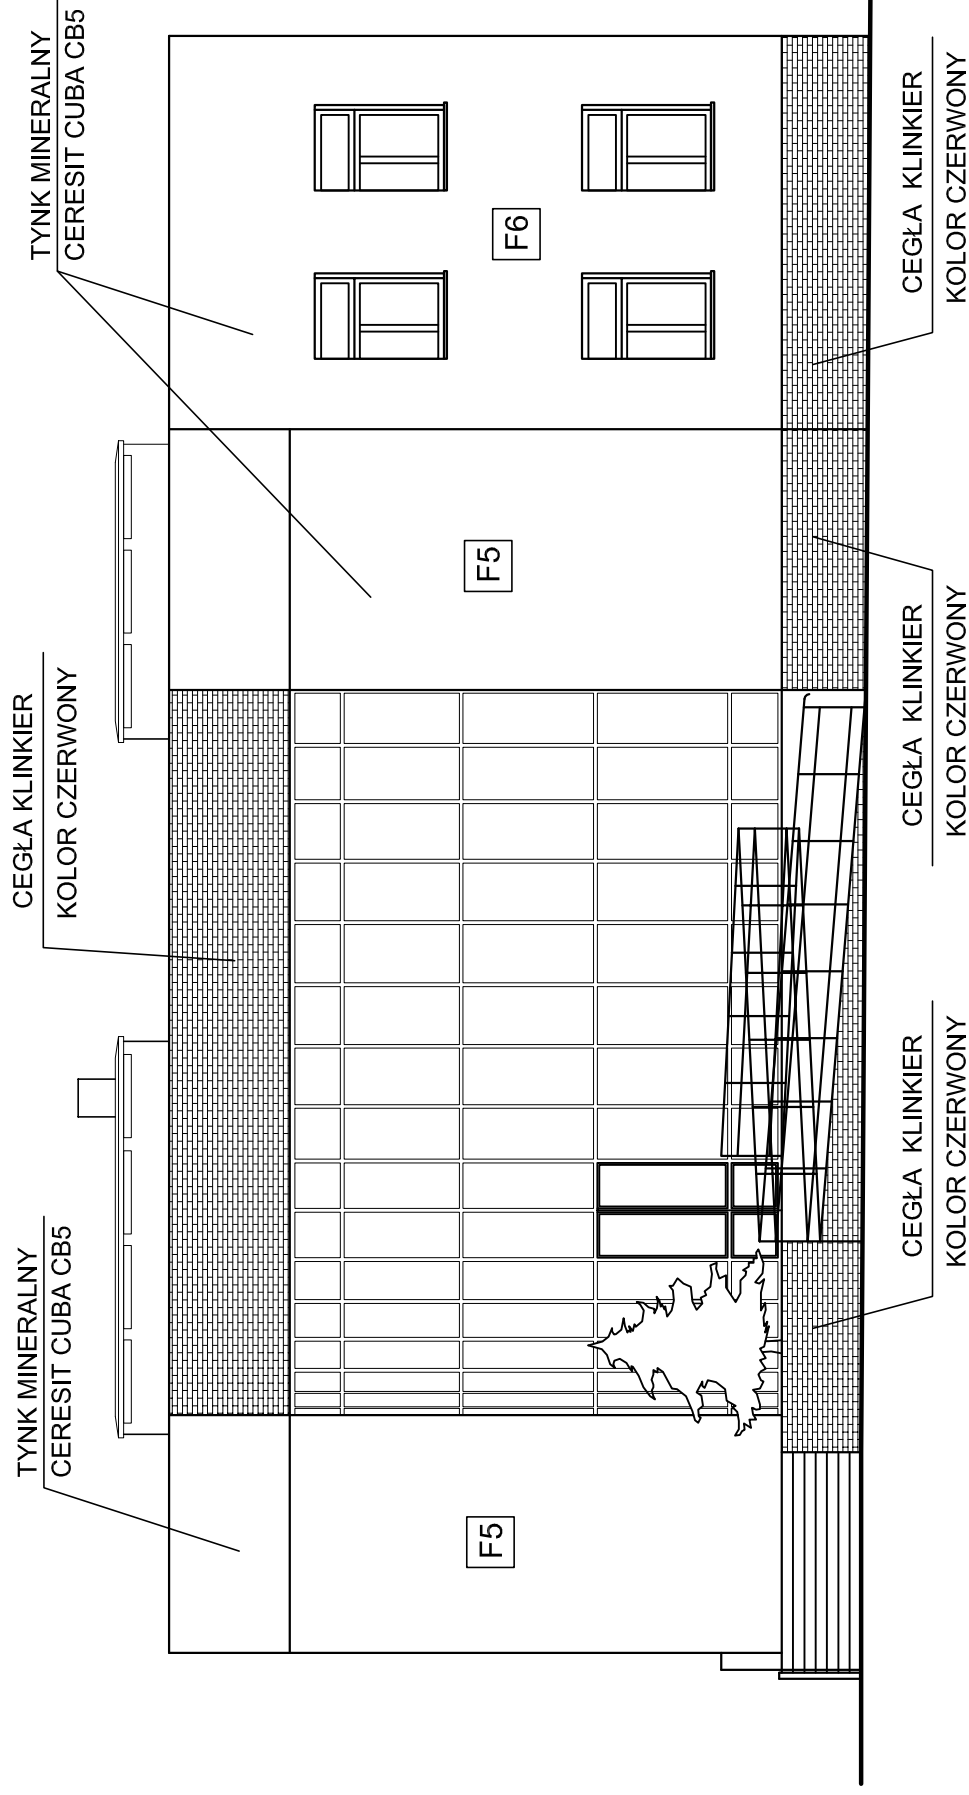 TYNK MINERALNY
CERESIT CUBA CB5
CEGŁA KLINKIER
KOLOR CZERWONY
TYNK MINERALNY
CERESIT CUBA CB5
F5
F5
F6
CEGŁA KLINKIER
KOLOR CZERWONY
CEGŁA KLINKIER
KOLOR CZERWONY
CEGŁA KLINKIER
KOLOR CZERWONY